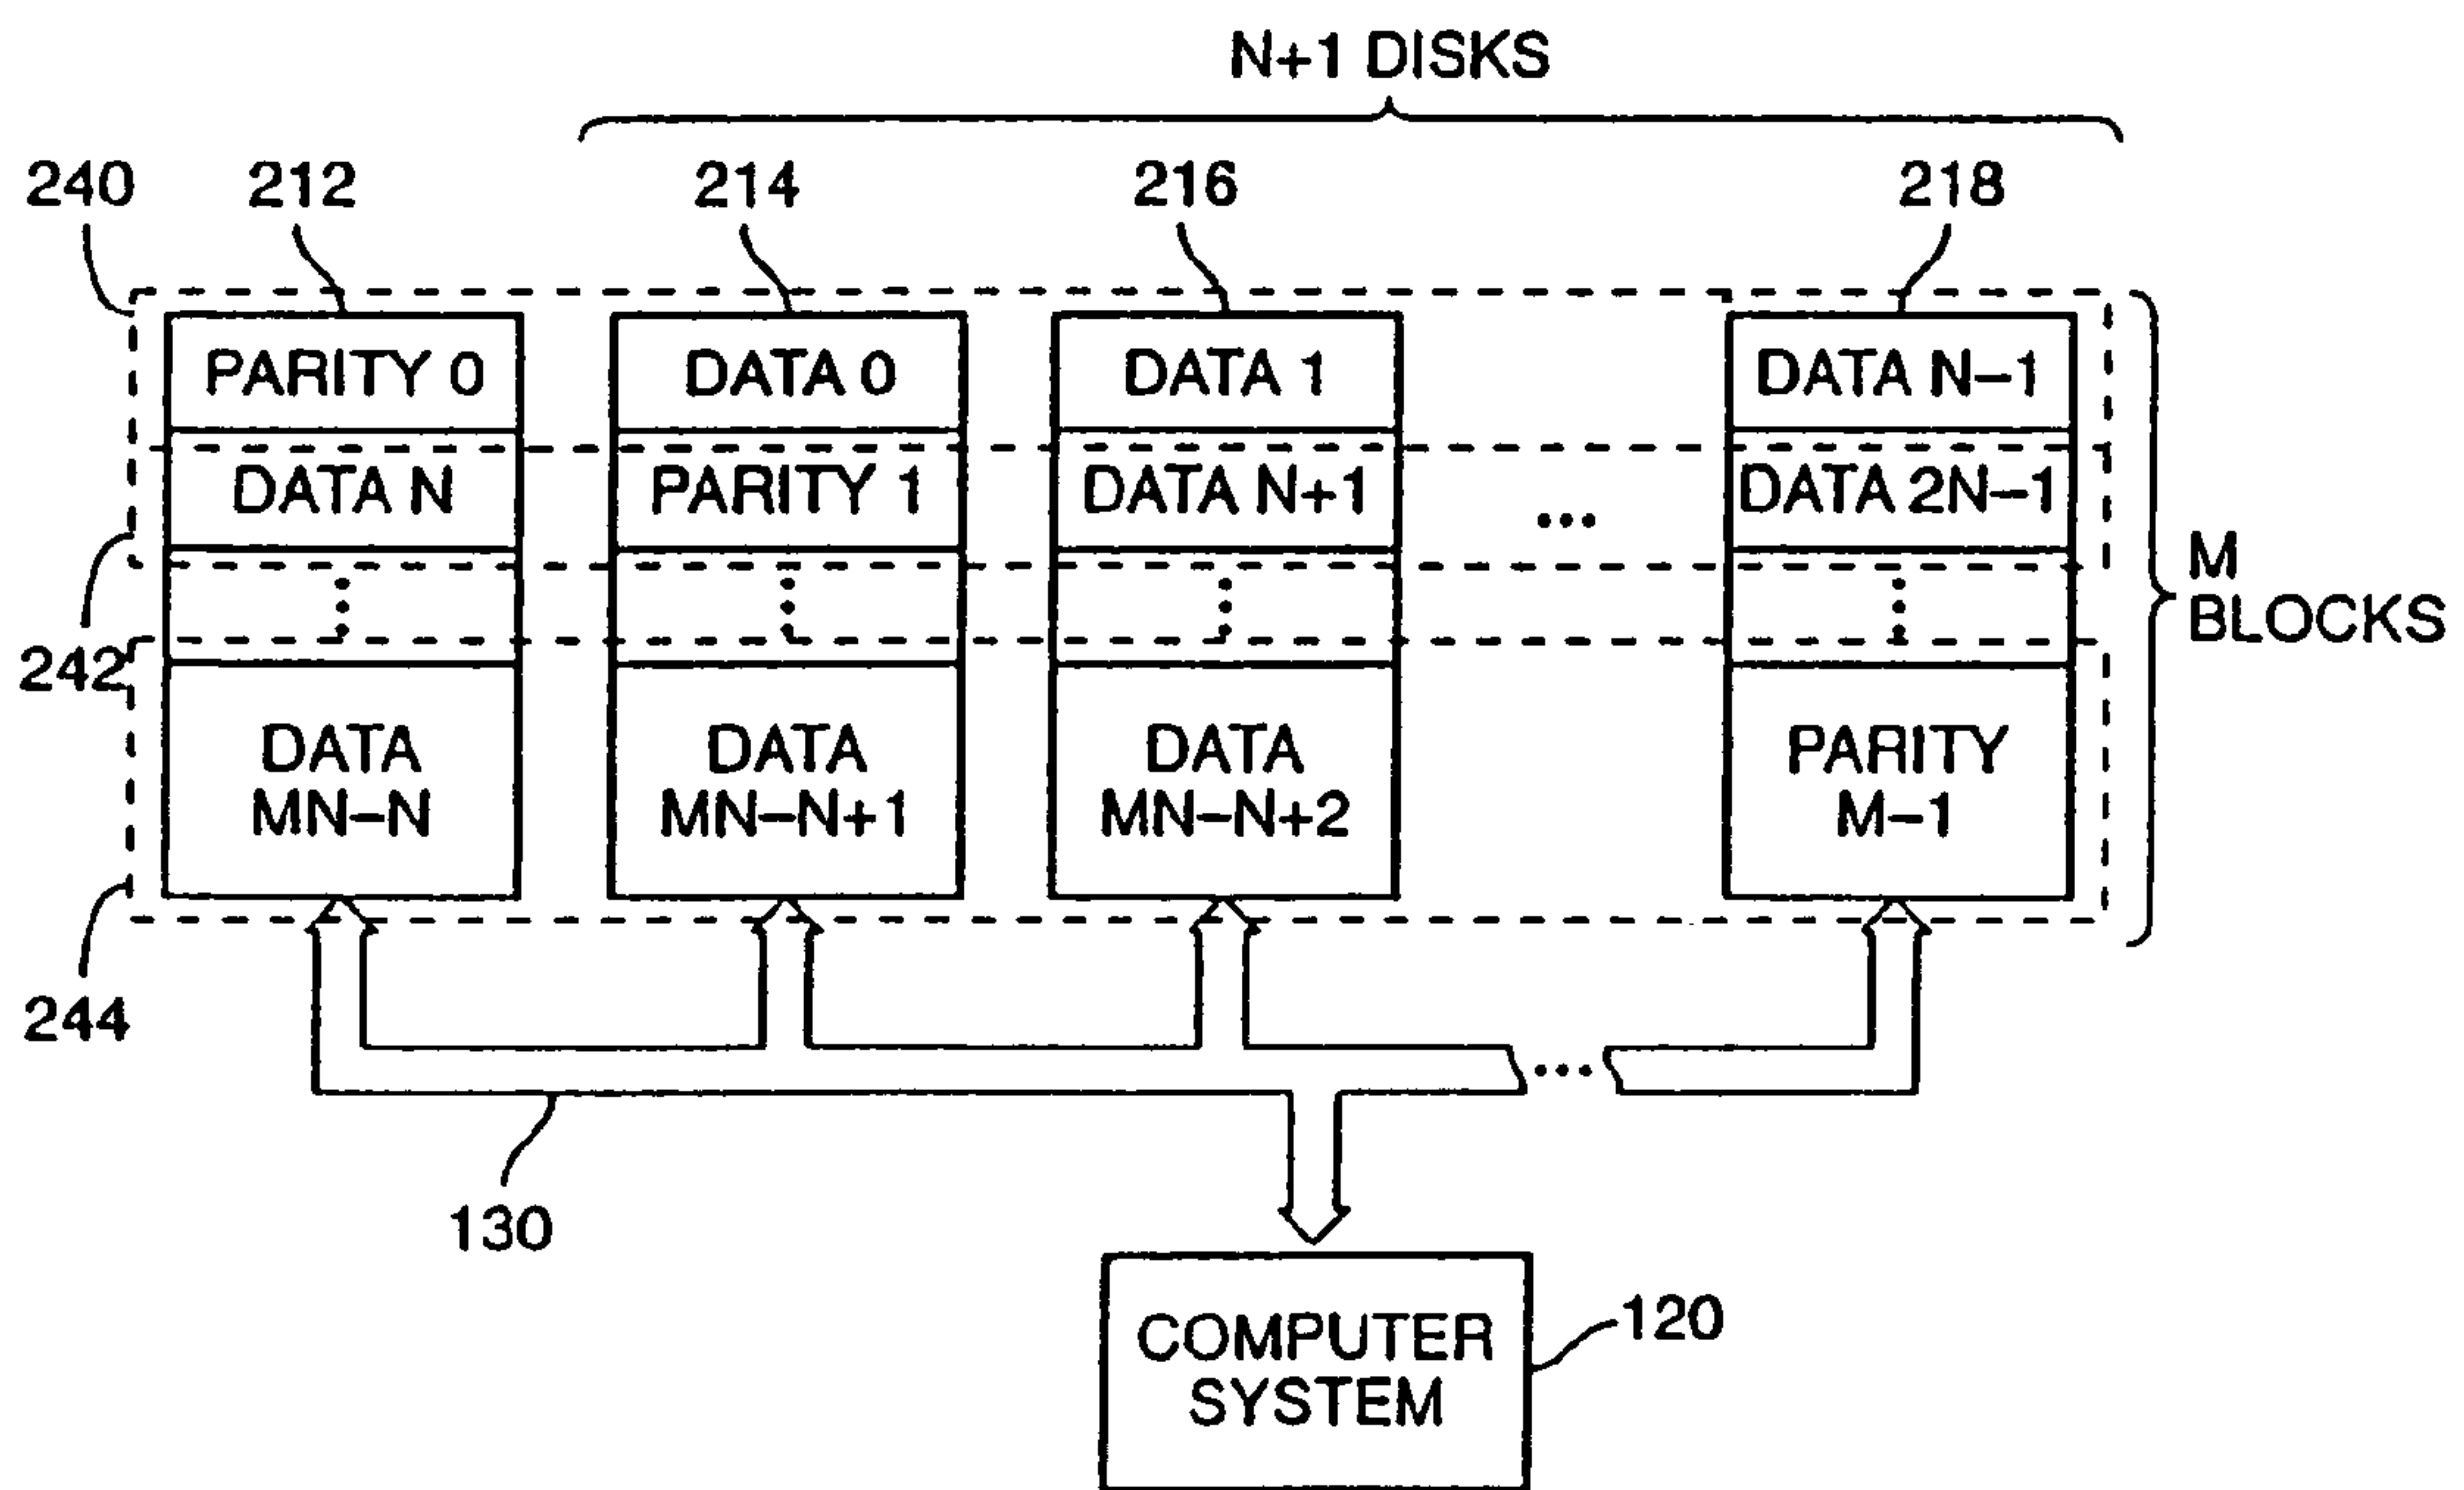 N+1 DISKS
240 212 214 216 218
PARITY 0 DATA 0 DATA 1 DATA N–1
DATA N PARITY 1 DATA N+1 ... DATA 2N–1
M
BLOCKS
242
DATA
MN–N
DATA
MN–N+1
DATA
MN–N+2
PARITY
M–1
244
...
130
COMPUTER
SYSTEM
120